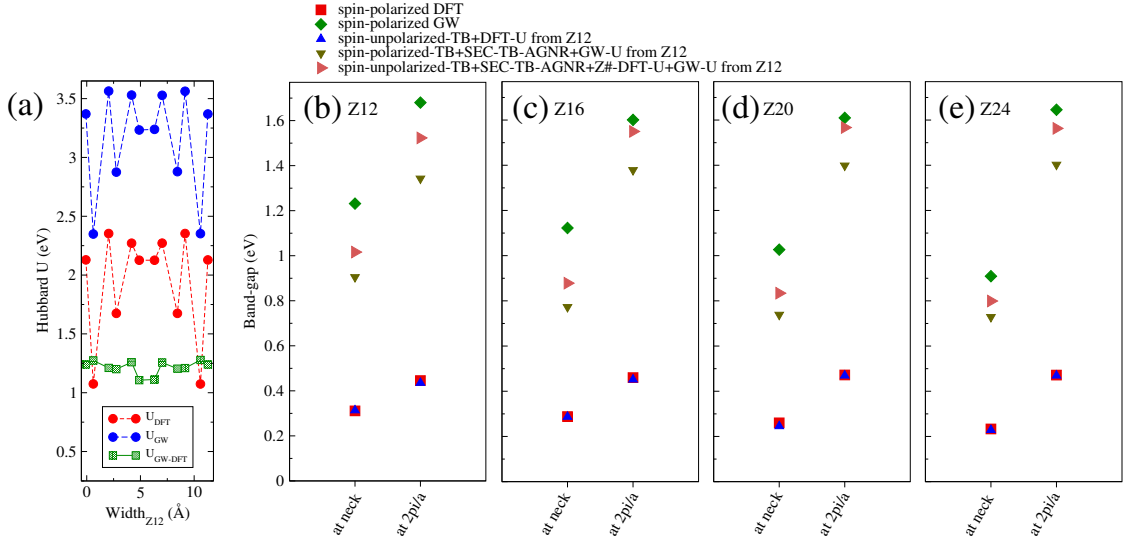 spin-polarized DFT
spin-polarized GW
spin-unpolarized-TB+DFT-U from Z12
spin-polarized-TB+SEC-TB-AGNR+GW-U from Z12
spin-unpolarized-TB+SEC-TB-AGNR+Z#-DFT-U+GW-U from Z12
(a)
Hubbard U (eV)
3.5
3
2.5
2
1.5
1
0.5
U_DFT
U_GW
U_GW-DFT
0 5 10
Width_Z12 (Å)
(b) Z12
Band-gap (eV)
1.6
1.4
1.2
1
0.8
0.6
0.4
0.2
0
at neck
at 2pi/a
(c) Z16
at neck
at 2pi/a
(d) Z20
at neck
at 2pi/a
(e) Z24
at neck
at 2pi/a